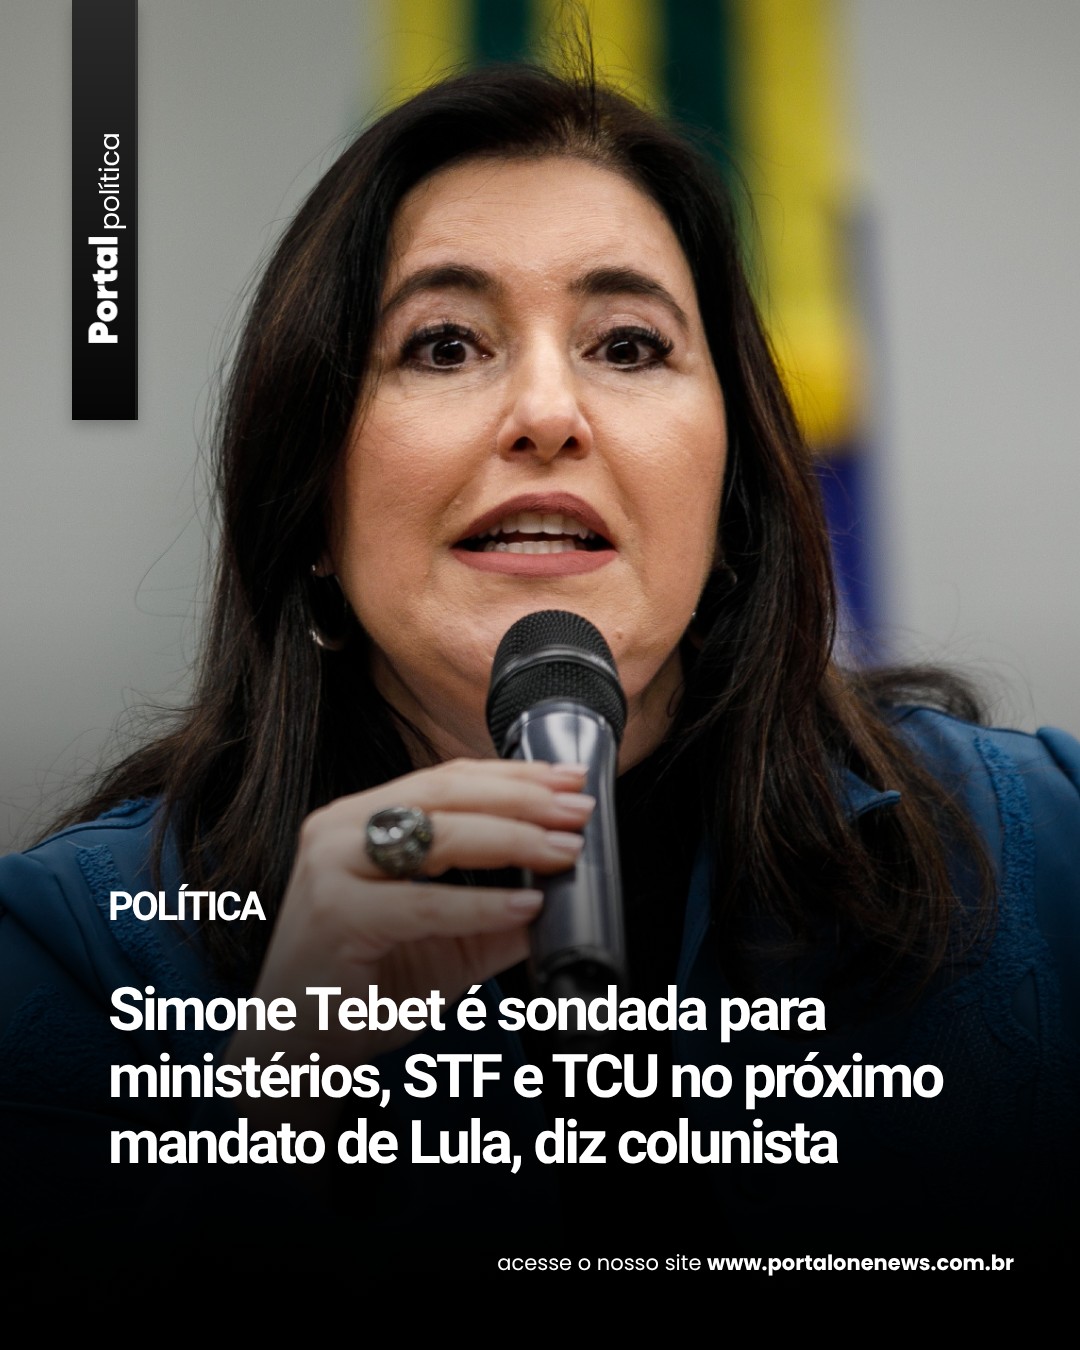 Portal política
POLÍTICA
Simone Tebet é sondada para
ministérios, STF e TCU no próximo
mandato de Lula, diz colunista
acesse o nosso site www.portalonenews.com.br